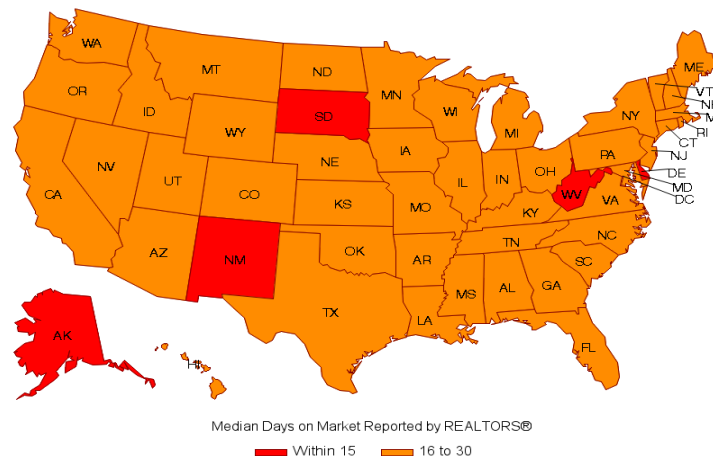 WA
MT
ND
ME
VT
OR
MN
ID
SD
WI
NY
MI
RI
WY
CT
IA
PA
NJ
NE
NV
OH
DE
IL
IN
UT
MD
WV
CO
VA
DC
CA
KS
MO
KY
NC
TN
OK
AZ
NM
AR
SC
MS
AL
GA
TX
LA
AK
FL
HI
Median Days on Market Reported by REALTORS®
Within 15
16 to 30